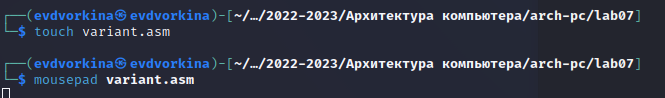 ┌──(evdvorkina㉿evdvorkina)-[~/…/2022-2023/Архитектура компьютера/arch-pc/lab07]
└─$ touch variant.asm
┌──(evdvorkina㉿evdvorkina)-[~/…/2022-2023/Архитектура компьютера/arch-pc/lab07]
└─$ mousepad variant.asm